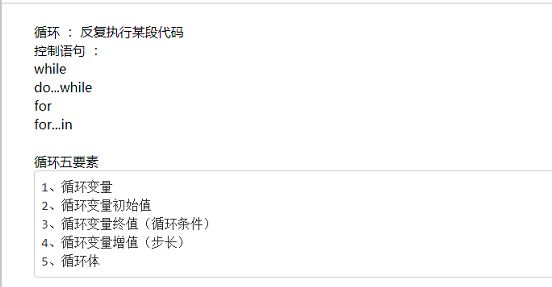 循环 ： 反复执行某段代码
控制语句 ：
while
do...while
for
for...in
循环五要素
1、循环变量
2、循环变量初始值
3、循环变量终值（循环条件）
4、循环变量增值（步长）
5、循环体